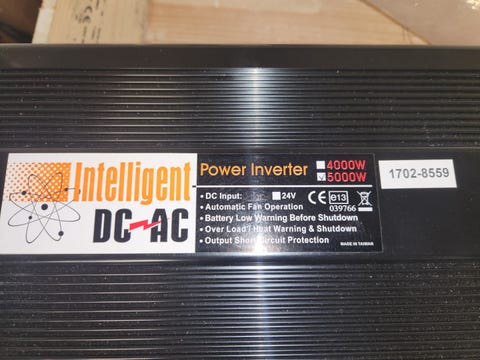 Intelligent
DC AC
Power Inverter
4000W
5000W
• DC Input: 24V
• Automatic Fan Operation
• Battery Low Warning Before Shutdown
• Over Load / Heat Warning & Shutdown
• Output Short Circuit Protection
CE e13
039766
MADE IN TAIWAN
1702-8559